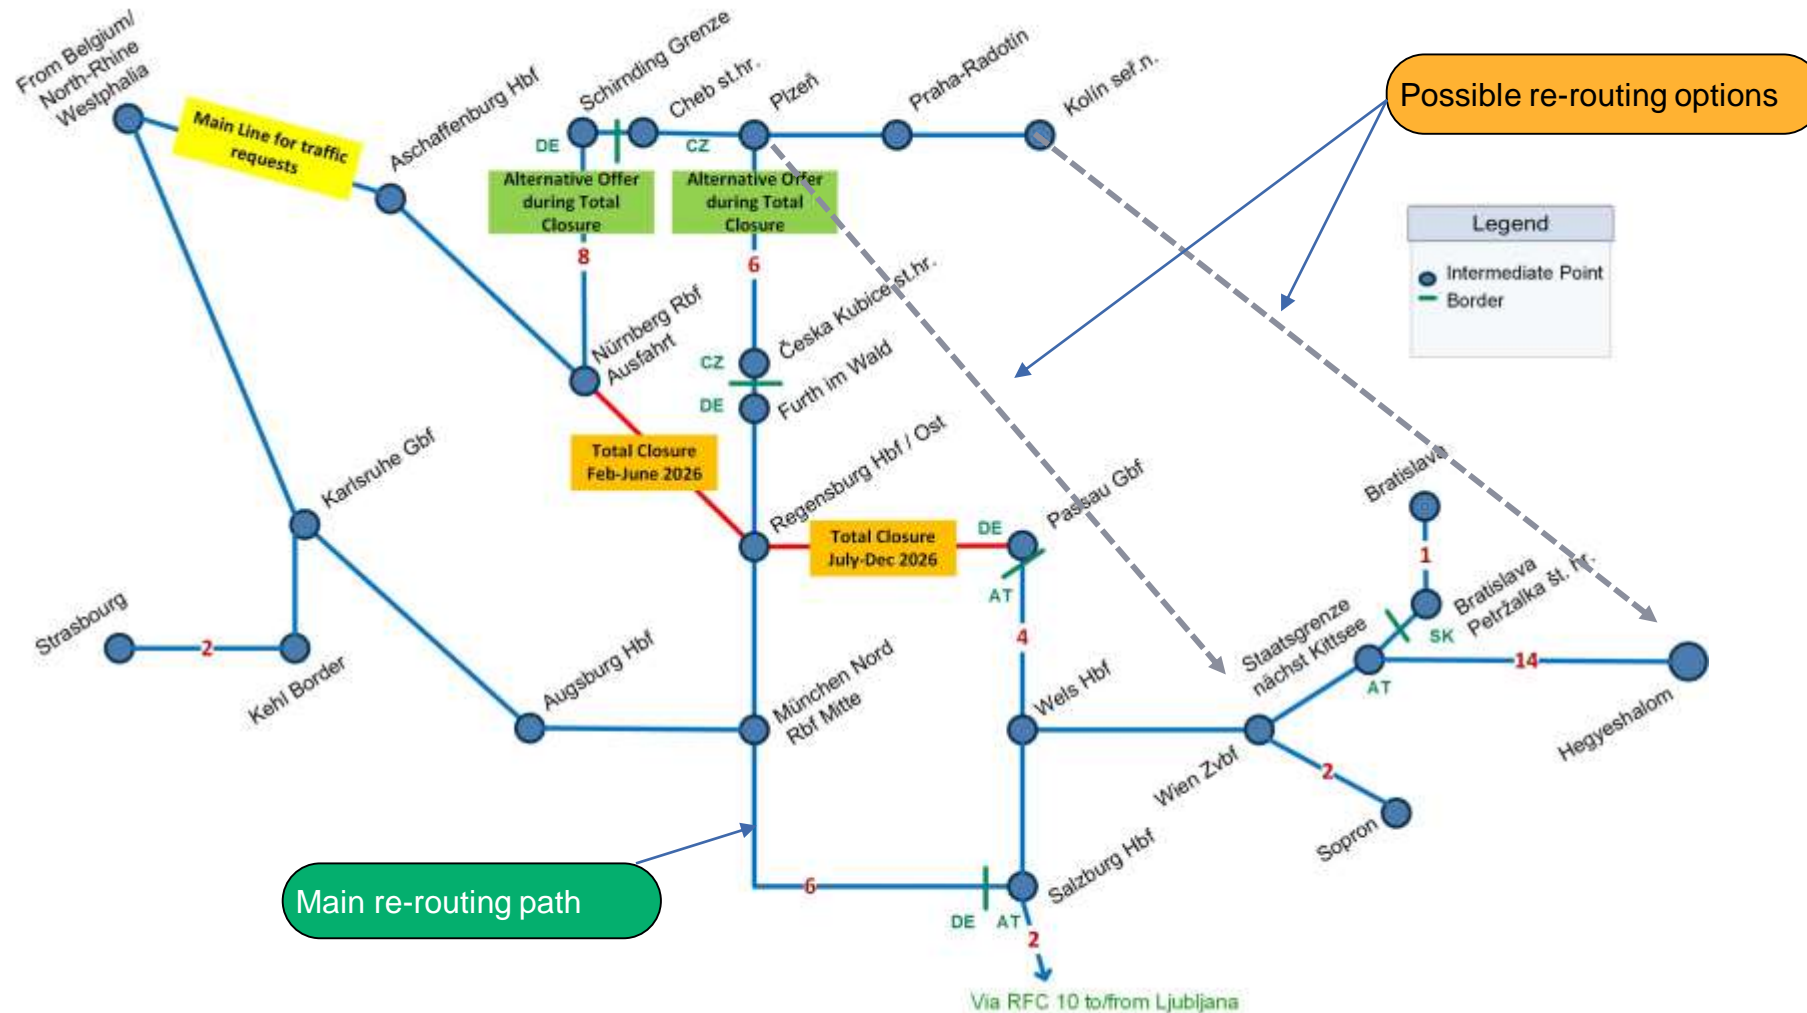 From Belgium/
North-Rhine
Westphalia
Main Line for traffic
requests
Aschaffenburg Hbf
Schirnding Grenze
Cheb st.hr.
Plzeň
Praha-Radotín
Kolín seř.n.
Possible re-routing options
DE
CZ
Alternative Offer
during Total
Closure
Alternative Offer
during Total
Closure
Legend
Intermediate Point
Border
8
6
Nürnberg Rbf
Ausfahrt
Česka Kubice st.hr.
CZ
DE
Furth im Wald
Total Closure
Feb-June 2026
Karlsruhe Gbf
Regensburg Hbf / Ost
Total Closure
July-Dec 2026
DE
Passau Gbf
AT
Bratislava
1
Bratislava
Petržalka št. hr.
SK
Staatsgrenze
nächst Kittsee
AT
14
Hegyeshalom
Strasbourg
2
Kehl Border
Augsburg Hbf
München Nord
Rbf Mitte
4
Wels Hbf
Wien Zvbf
2
Sopron
Main re-routing path
6
DE
AT
Salzburg Hbf
2
Via RFC 10 to/from Ljubljana